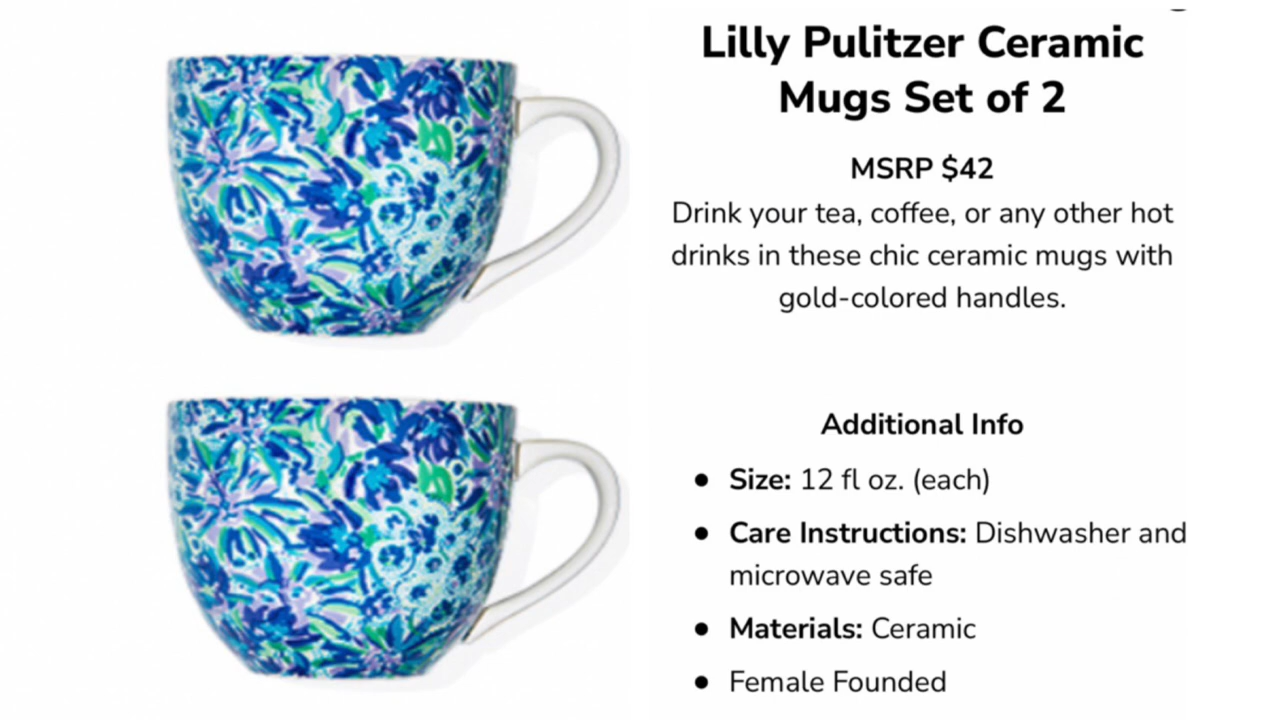 Lilly Pulitzer Ceramic
Mugs Set of 2
MSRP $42
Drink your tea, coffee, or any other hot
drinks in these chic ceramic mugs with
gold-colored handles.
Additional Info
● Size: 12 fl oz. (each)
● Care Instructions: Dishwasher and
microwave safe
● Materials: Ceramic
● Female Founded